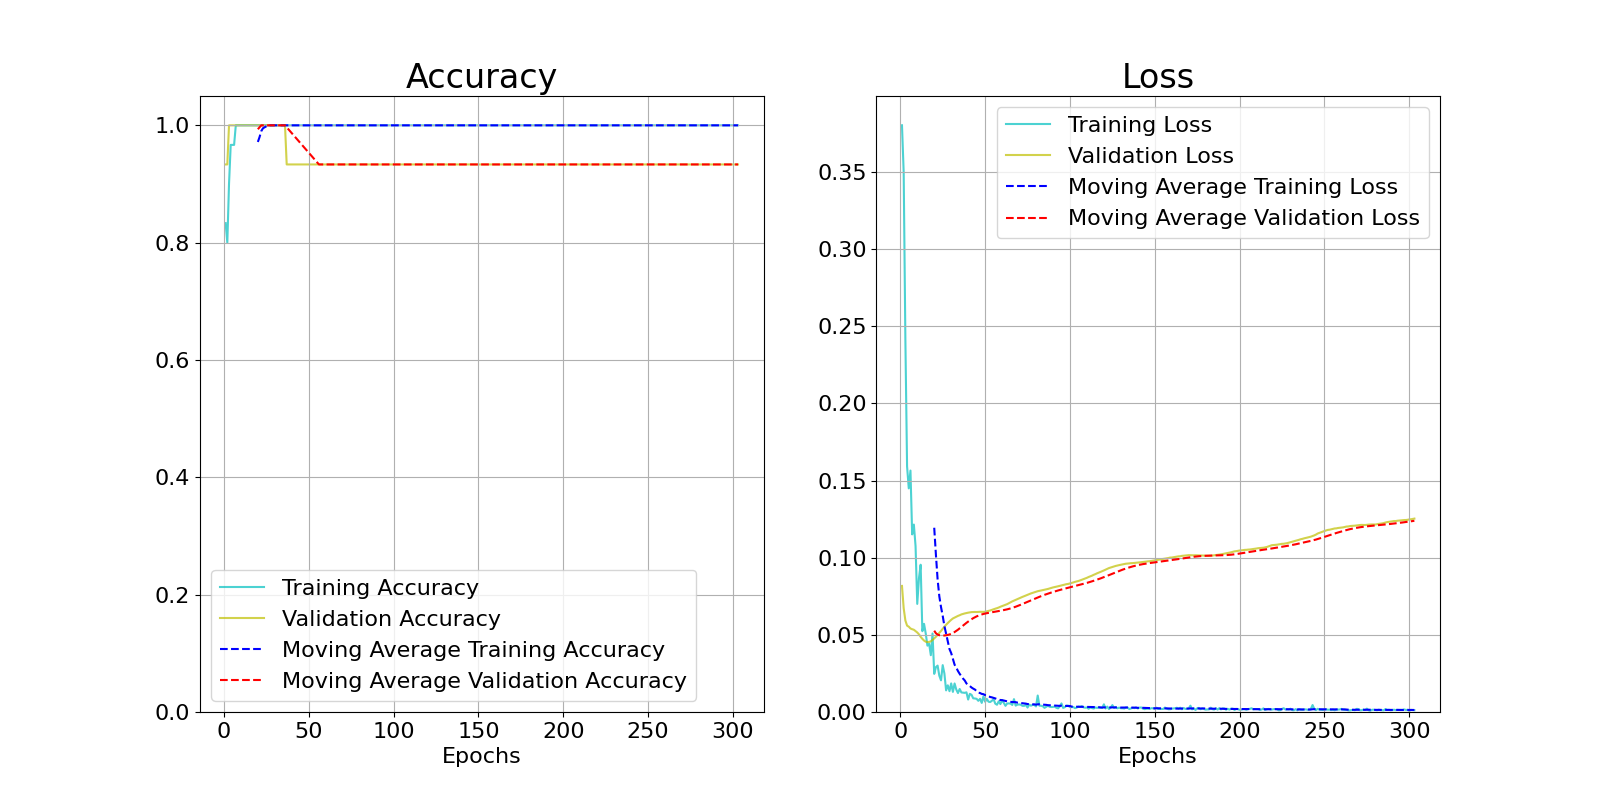 Accuracy
1.0
0.8
0.6
0.4
0.2
0.0
Training Accuracy
Validation Accuracy
Moving Average Training Accuracy
Moving Average Validation Accuracy
0 50 100 150 200 250 300
Epochs
Loss
0.35
0.30
0.25
0.20
0.15
0.10
0.05
0.00
Training Loss
Validation Loss
Moving Average Training Loss
Moving Average Validation Loss
0 50 100 150 200 250 300
Epochs